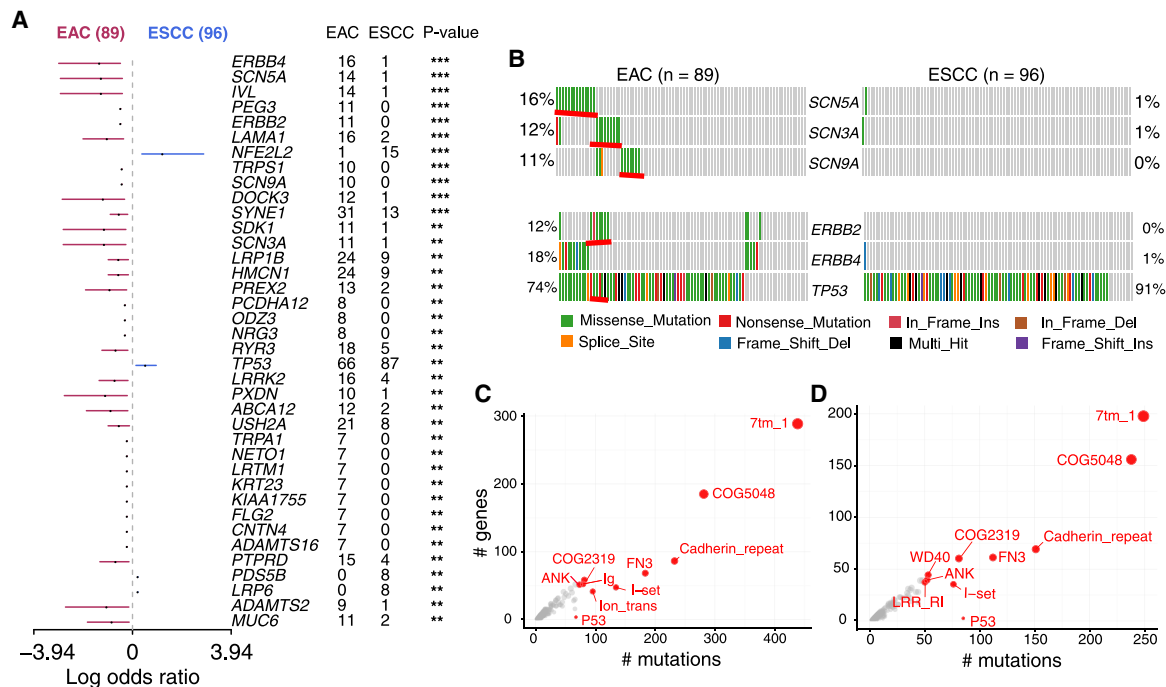 A
EAC (89) ESCC (96) EAC ESCC P-value
ERBB4 16 1 ***
SCN5A 14 1 ***
IVL 14 1 ***
PEG3 11 0 ***
ERBB2 11 0 ***
LAMA1 16 2 ***
NFE2L2 1 15 ***
TRPS1 10 0 ***
SCN9A 10 0 ***
DOCK3 12 1 ***
SYNE1 31 13 ***
SDK1 11 1 **
SCN3A 11 1 **
LRP1B 24 9 **
HMCN1 24 9 **
PREX2 13 2 **
PCDHA12 8 0 **
ODZ3 8 0 **
NRG3 8 0 **
RYR3 18 5 **
TP53 66 87 **
LRRK2 16 4 **
PXDN 10 1 **
ABCA12 12 2 **
USH2A 21 8 **
TRPA1 7 0 **
NETO1 7 0 **
LRTM1 7 0 **
KRT23 7 0 **
KIAA1755 7 0 **
FLG2 7 0 **
CNTN4 7 0 **
ADAMTS16 7 0 **
PTPRD 15 4 **
PDS5B 0 8 **
LRP6 0 8 **
ADAMTS2 9 1 **
MUC6 11 2 **
−3.94 0 3.94
Log odds ratio
B
EAC (n = 89) ESCC (n = 96)
16% SCN5A 1%
12% SCN3A 1%
11% SCN9A 0%
12% ERBB2 0%
18% ERBB4 1%
74% TP53 91%
Missense_Mutation Nonsense_Mutation In_Frame_Ins In_Frame_Del
Splice_Site Frame_Shift_Del Multi_Hit Frame_Shift_Ins
C
300
200
100
0
# genes
7tm_1
COG5048
Cadherin_repeat
FN3
COG2319
ANK
Ig
I-set
Ion_trans
P53
0 100 200 300 400
# mutations
D
200
150
100
50
0
7tm_1
COG5048
Cadherin_repeat
COG2319
WD40
FN3
ANK
I-set
LRR_RI
P53
0 50 100 150 200 250
# mutations